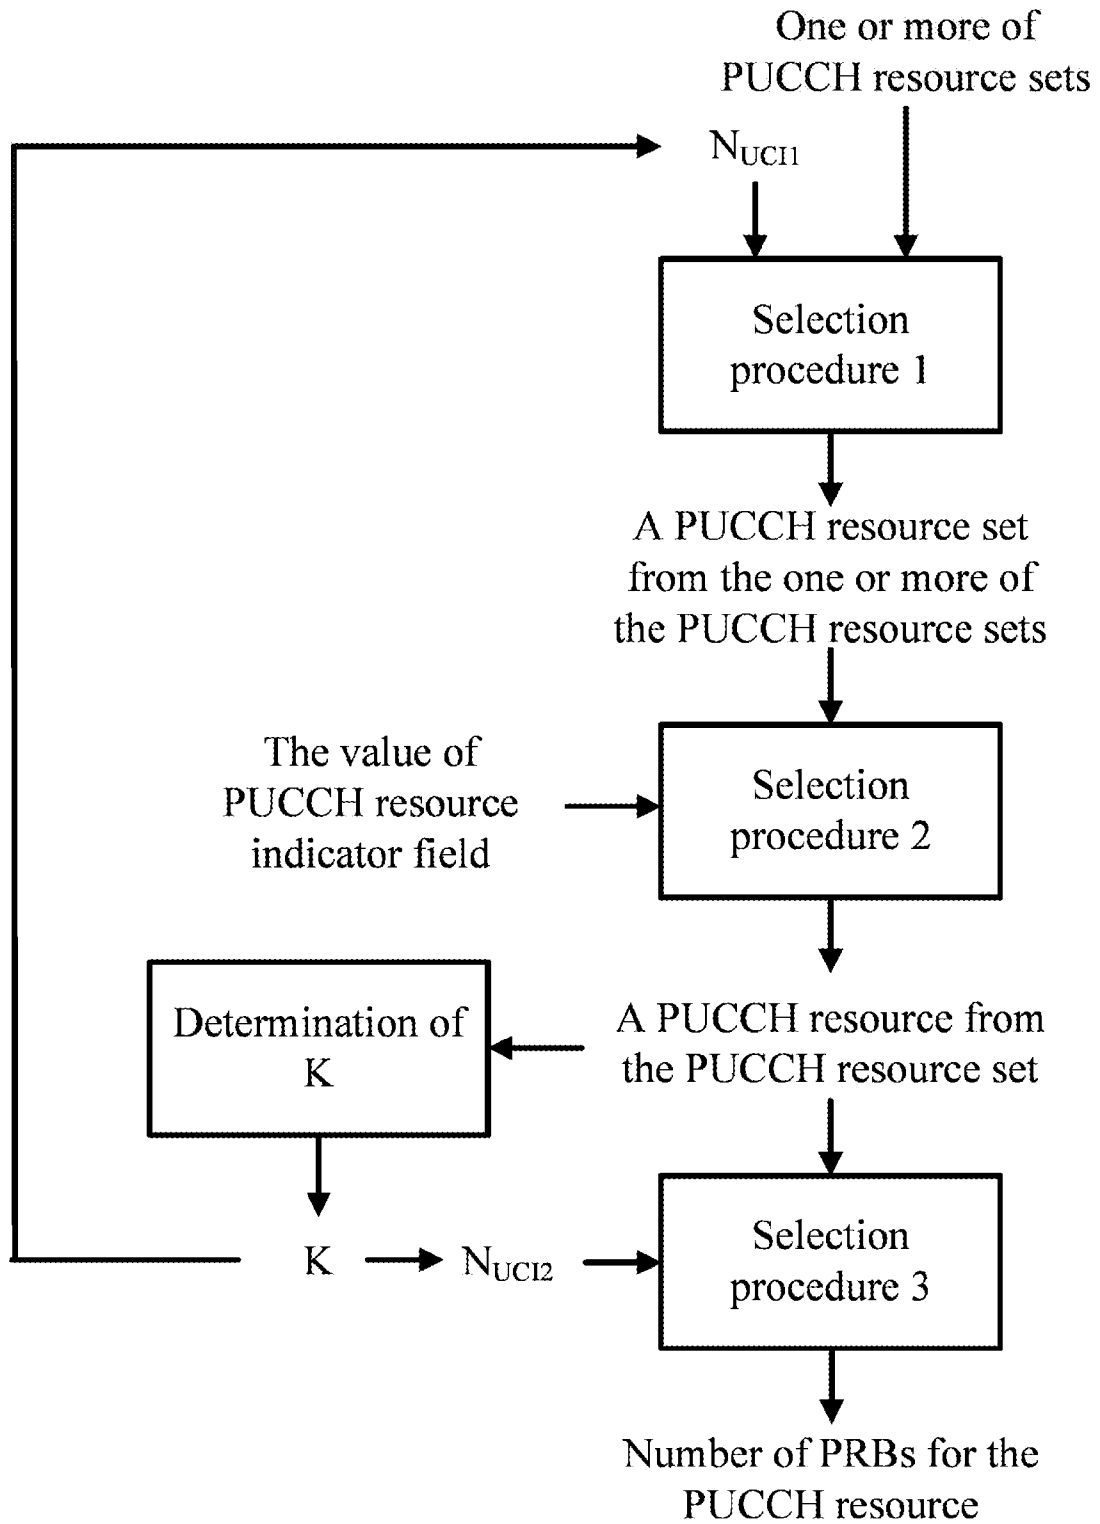 One or more of
PUCCH resource sets
N_UCI1
Selection
procedure 1
A PUCCH resource set
from the one or more of
the PUCCH resource sets
The value of
PUCCH resource
indicator field
Selection
procedure 2
Determination of
K
A PUCCH resource from
the PUCCH resource set
K
N_UCI2
Selection
procedure 3
Number of PRBs for the
PUCCH resource